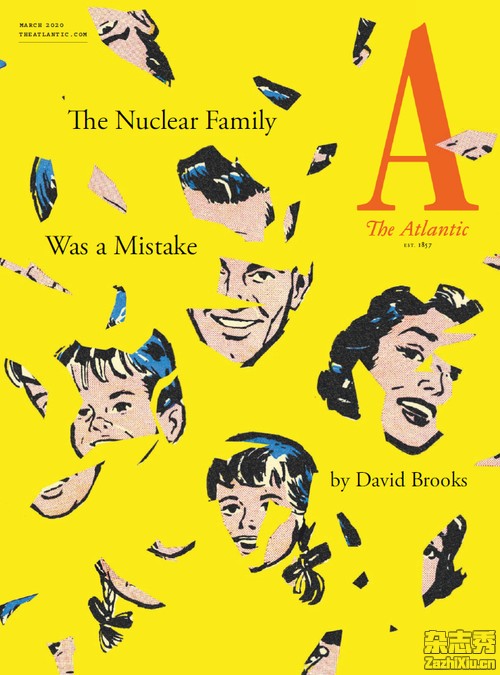 MARCH 2020
THEATLANTIC.COM
The Nuclear Family
A
The Atlantic
EST. 1857
Was a Mistake
by David Brooks
杂志秀
ZaZhiXiu.cn